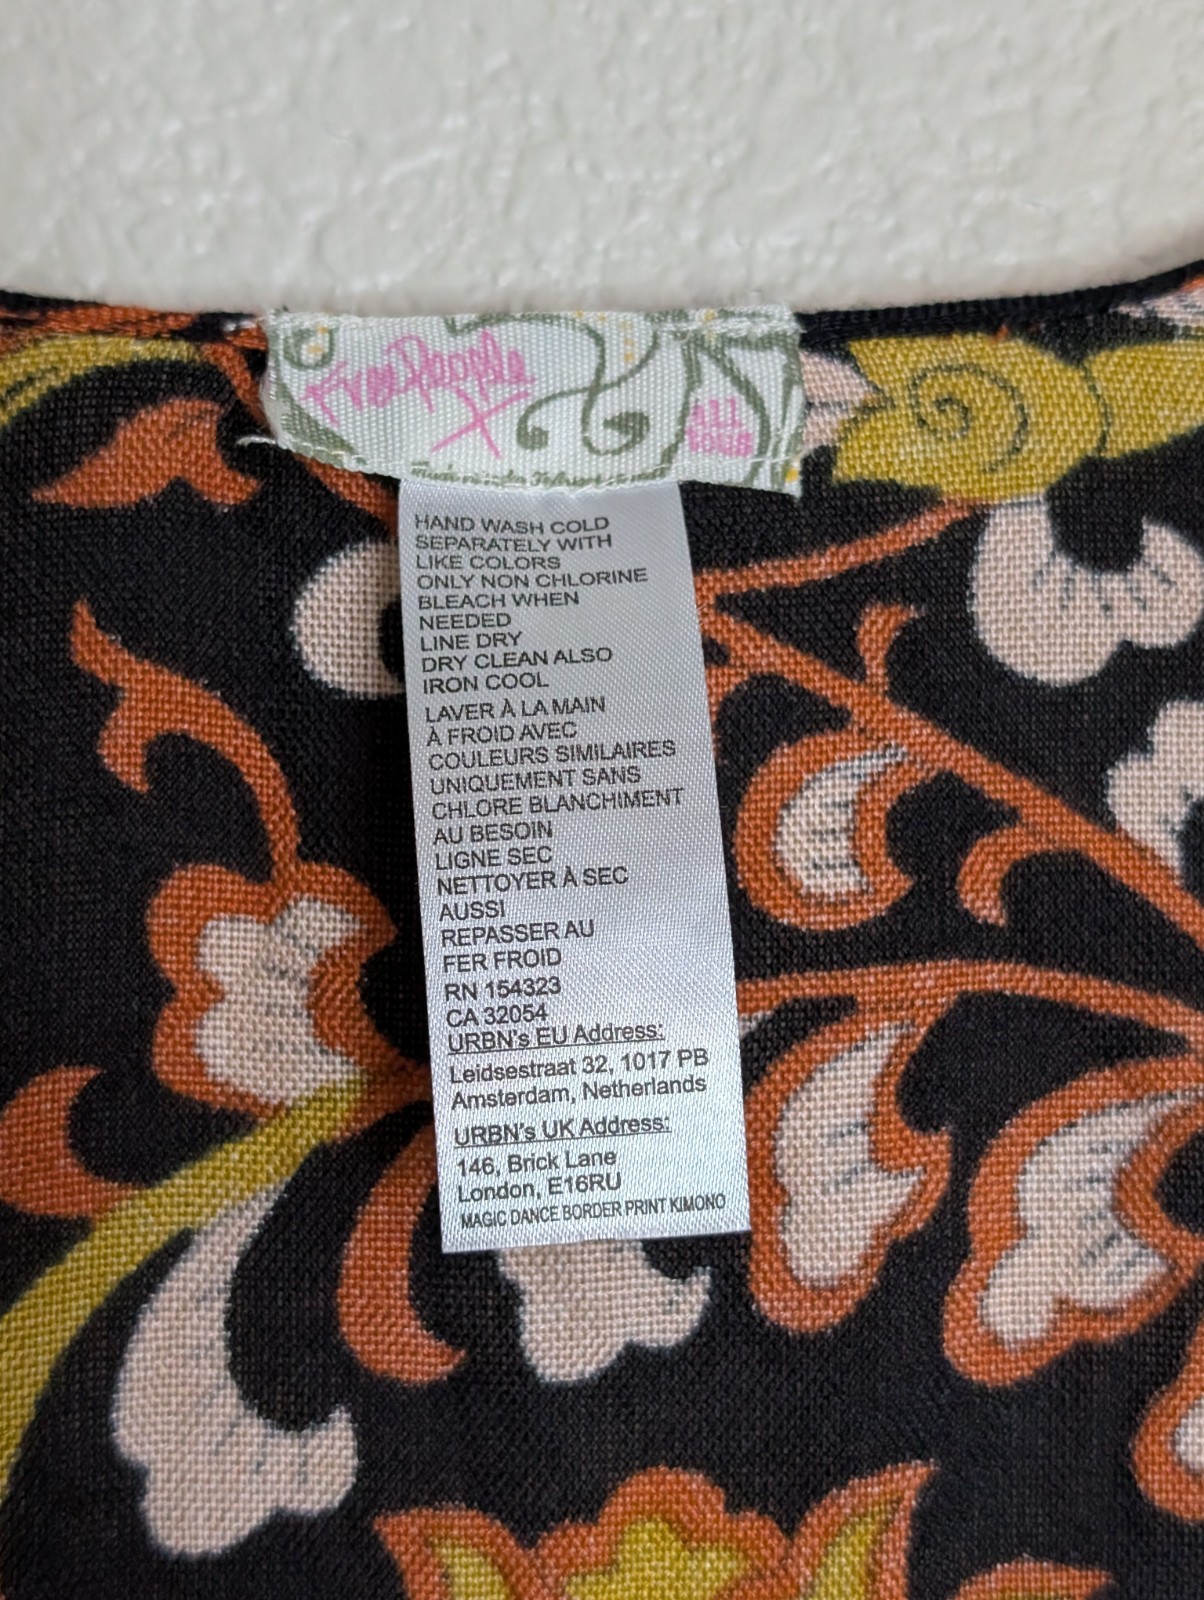 Free People
X
All
Souls
HAND WASH COLD
SEPARATELY WITH
LIKE COLORS
ONLY NON CHLORINE
BLEACH WHEN
NEEDED
LINE DRY
DRY CLEAN ALSO
IRON COOL
LAVER À LA MAIN
À FROID AVEC
COULEURS SIMILAIRES
UNIQUEMENT SANS
CHLORE BLANCHIMENT
AU BESOIN
LIGNE SEC
NETTOYER À SEC
AUSSI
REPASSER AU
FER FROID
RN 154323
CA 32054
URBN's EU Address:
Leidsestraat 32, 1017 PB
Amsterdam, Netherlands
URBN's UK Address:
146, Brick Lane
London, E16RU
MAGIC DANCE BORDER PRINT KIMONO